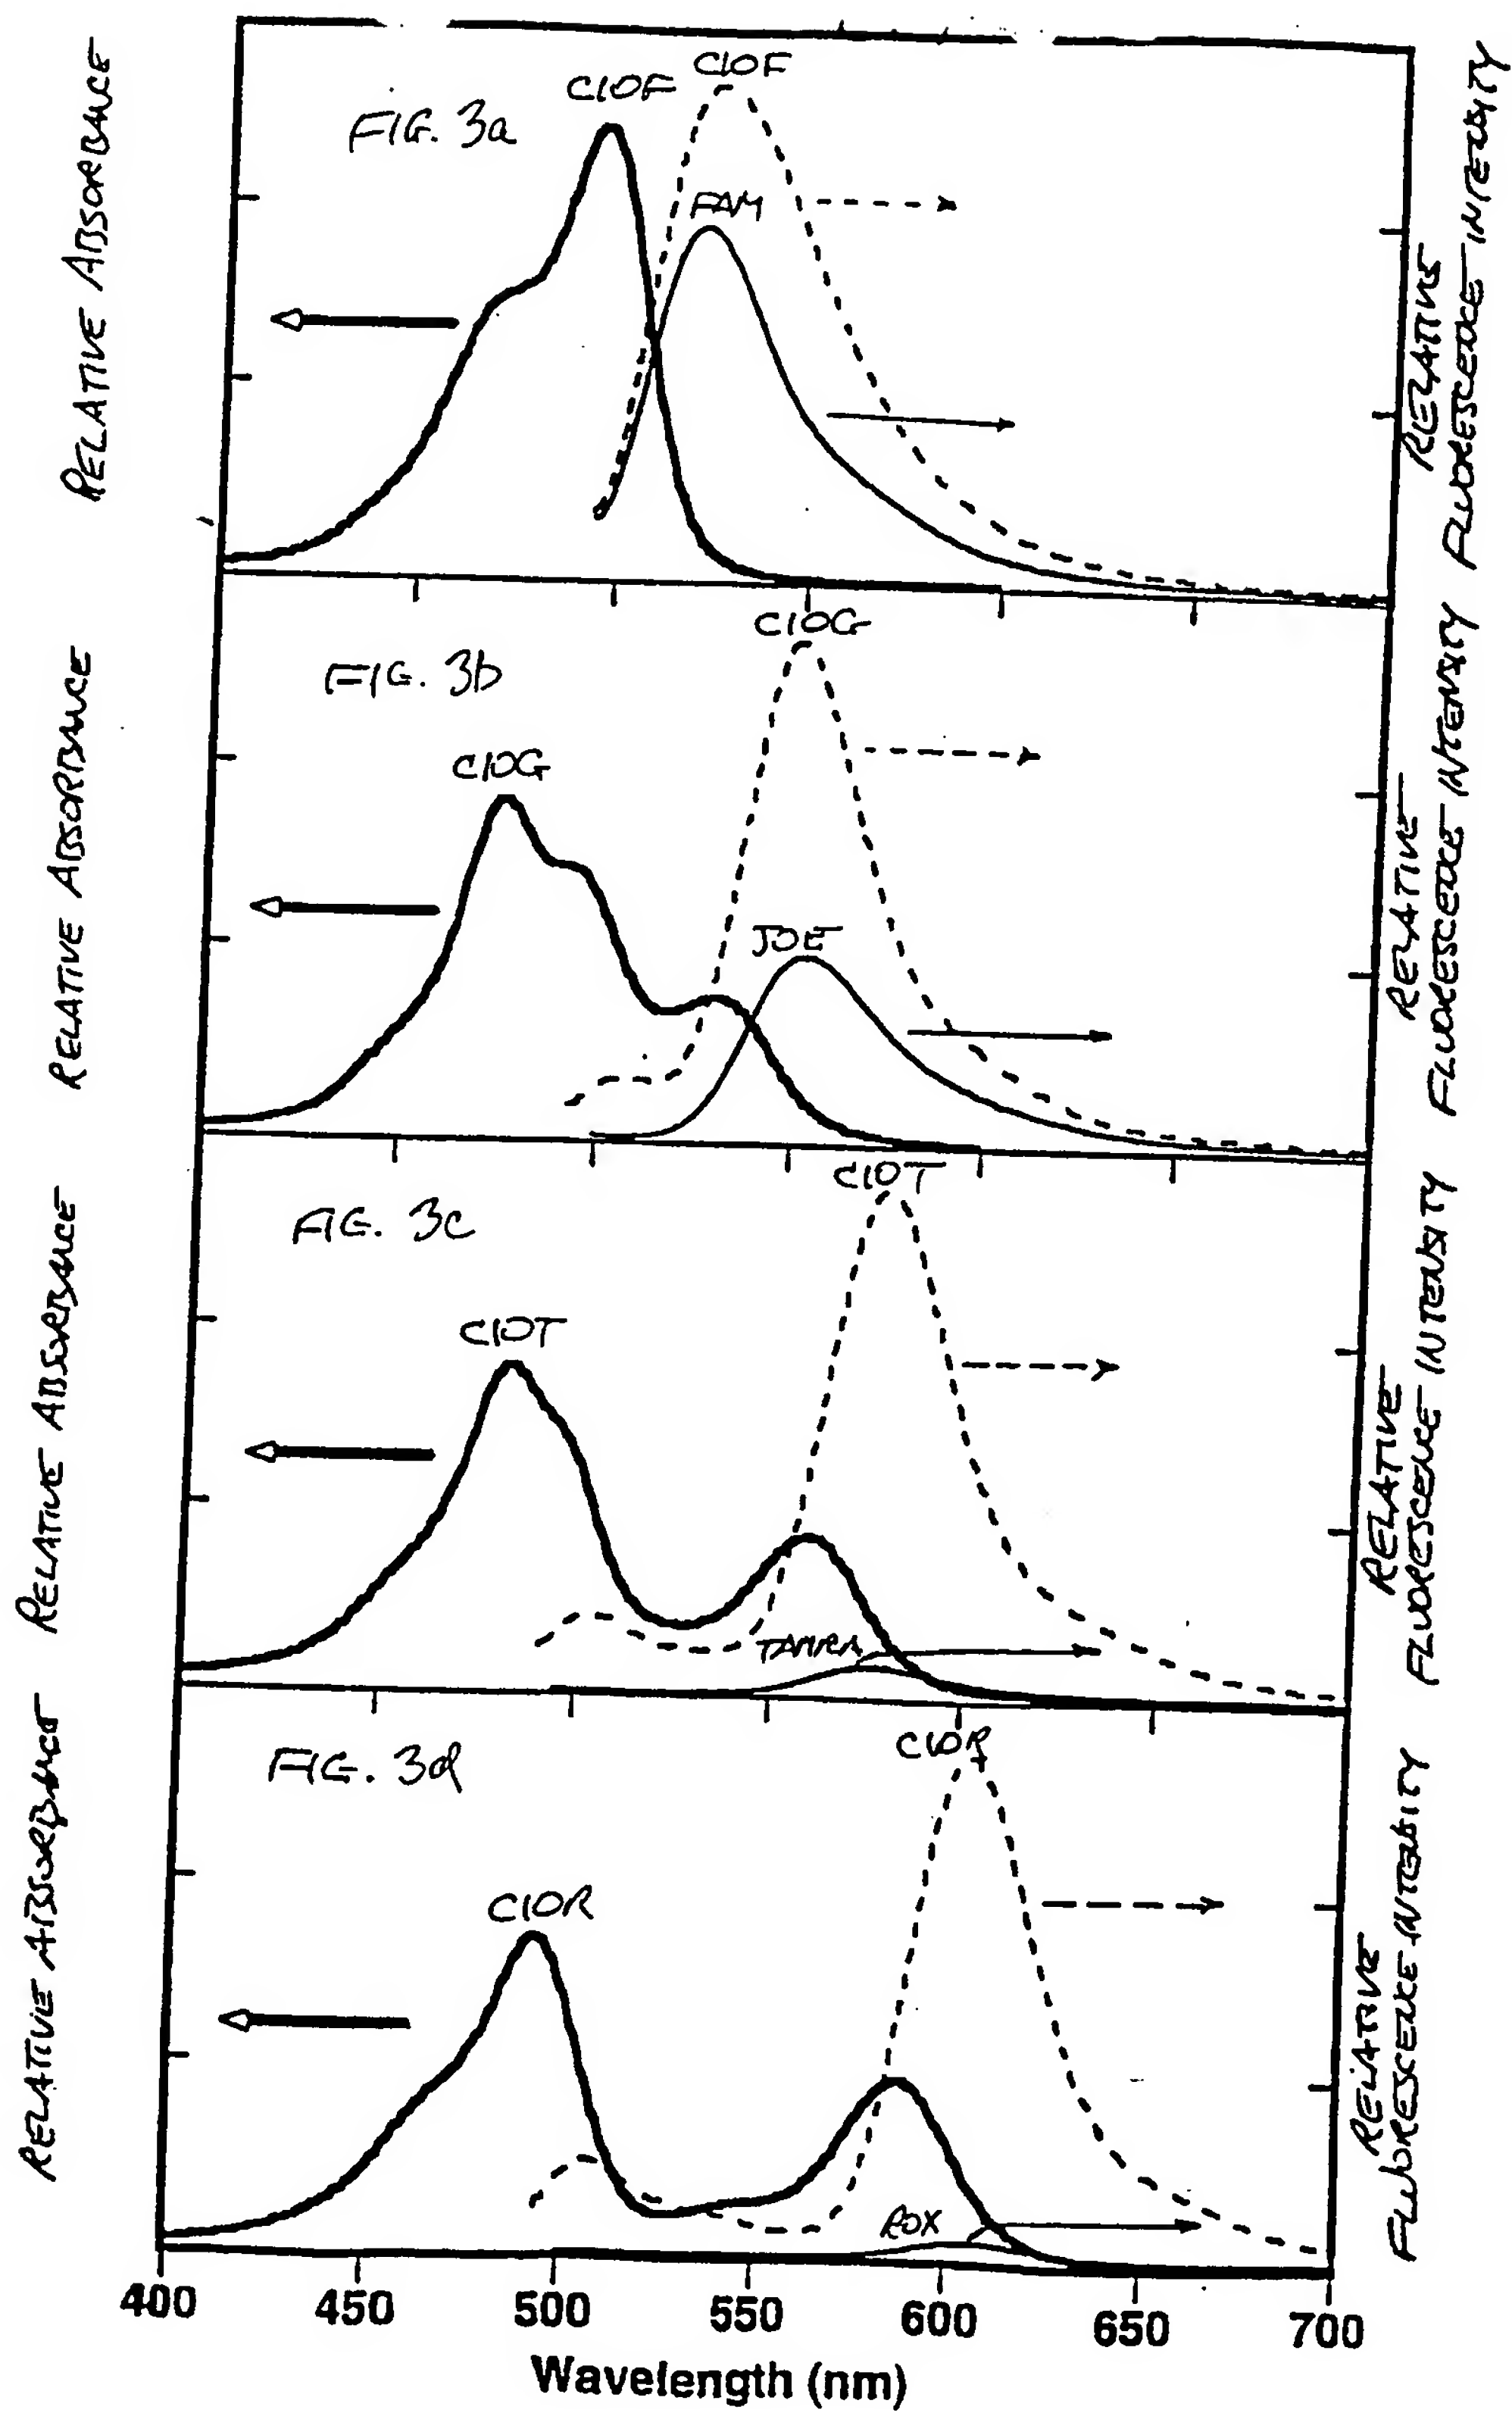 RELATIVE ABSORBANCE
FIG. 3a
C10F
C10F
FAM
RELATIVE
FLUORESCENCE INTENSITY
RELATIVE ABSORBANCE
FIG. 3b
C10G
C10G
JOE
RELATIVE
FLUORESCENCE INTENSITY
RELATIVE ABSORBANCE
FIG. 3c
C10T
C10T
TAMRA
RELATIVE
FLUORESCENCE INTENSITY
RELATIVE ABSORBANCE
FIG. 3d
C10R
C10R
ROX
RELATIVE
FLUORESCENCE INTENSITY
400 450 500 550 600 650 700
Wavelength (nm)